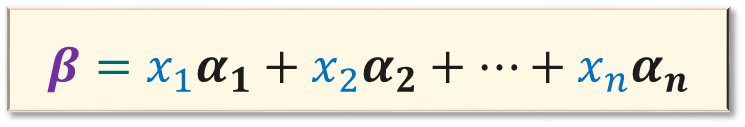 β = x₁α₁ + x₂α₂ + ⋯ + xₙαₙ